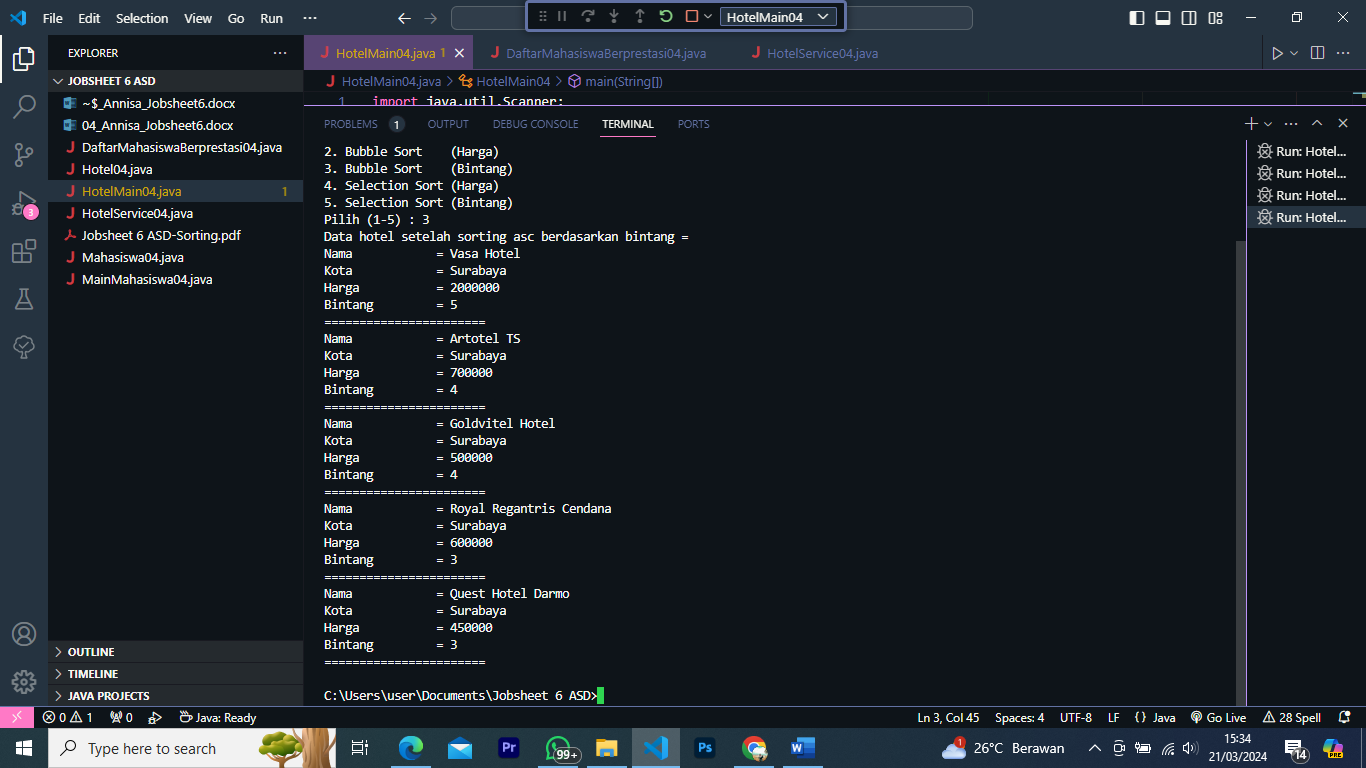 File Edit Selection View Go Run ···
HotelMain04
EXPLORER
JOBSHEET 6 ASD
~$_Annisa_Jobsheet6.docx
04_Annisa_Jobsheet6.docx
DaftarMahasiswaBerprestasi04.java
Hotel04.java
HotelMain04.java 1
HotelService04.java
Jobsheet 6 ASD-Sorting.pdf
Mahasiswa04.java
MainMahasiswa04.java
OUTLINE
TIMELINE
JAVA PROJECTS
3
HotelMain04.java 1 DaftarMahasiswaBerprestasi04.java HotelService04.java
HotelMain04.java > HotelMain04 > main(String[])
1 import java.util.Scanner;
PROBLEMS 1 OUTPUT DEBUG CONSOLE TERMINAL PORTS
2. Bubble Sort (Harga)
3. Bubble Sort (Bintang)
4. Selection Sort (Harga)
5. Selection Sort (Bintang)
Pilih (1-5) : 3
Data hotel setelah sorting asc berdasarkan bintang =
Nama = Vasa Hotel
Kota = Surabaya
Harga = 2000000
Bintang = 5
=======================
Nama = Artotel TS
Kota = Surabaya
Harga = 700000
Bintang = 4
=======================
Nama = Goldvitel Hotel
Kota = Surabaya
Harga = 500000
Bintang = 4
=======================
Nama = Royal Regantris Cendana
Kota = Surabaya
Harga = 600000
Bintang = 3
=======================
Nama = Quest Hotel Darmo
Kota = Surabaya
Harga = 450000
Bintang = 3
=======================
C:\Users\user\Documents\Jobsheet 6 ASD>
Run: Hotel...
Run: Hotel...
Run: Hotel...
Run: Hotel...
0 1 0 Java: Ready Ln 3, Col 45 Spaces: 4 UTF-8 LF {} Java Go Live 28 Spell
Type here to search Pr 99+ Ps W 1 26°C Berawan 15:34
21/03/2024 14 PRE